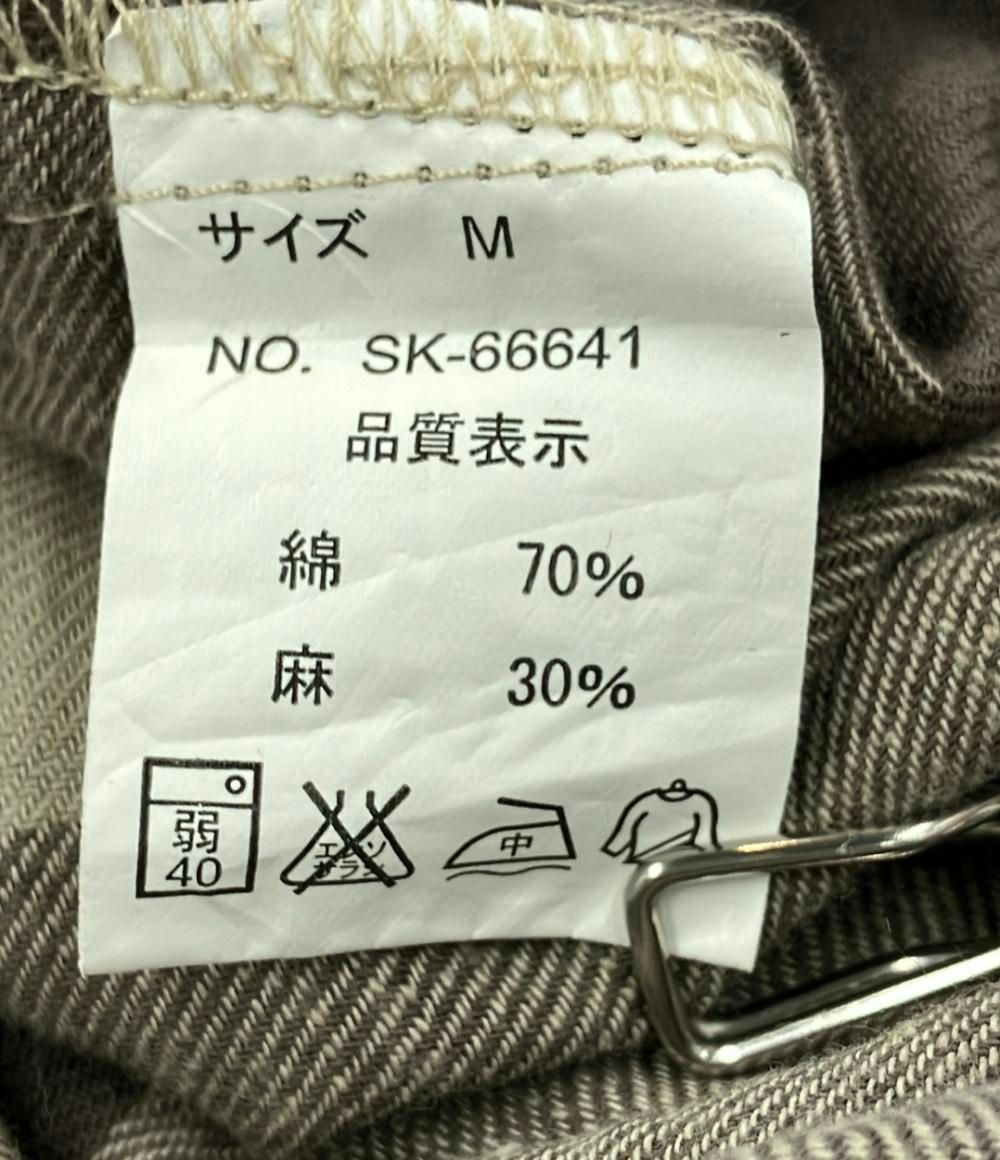 サイズ M
NO. SK-66641
品質表示
綿 70%
麻 30%
弱 中
40